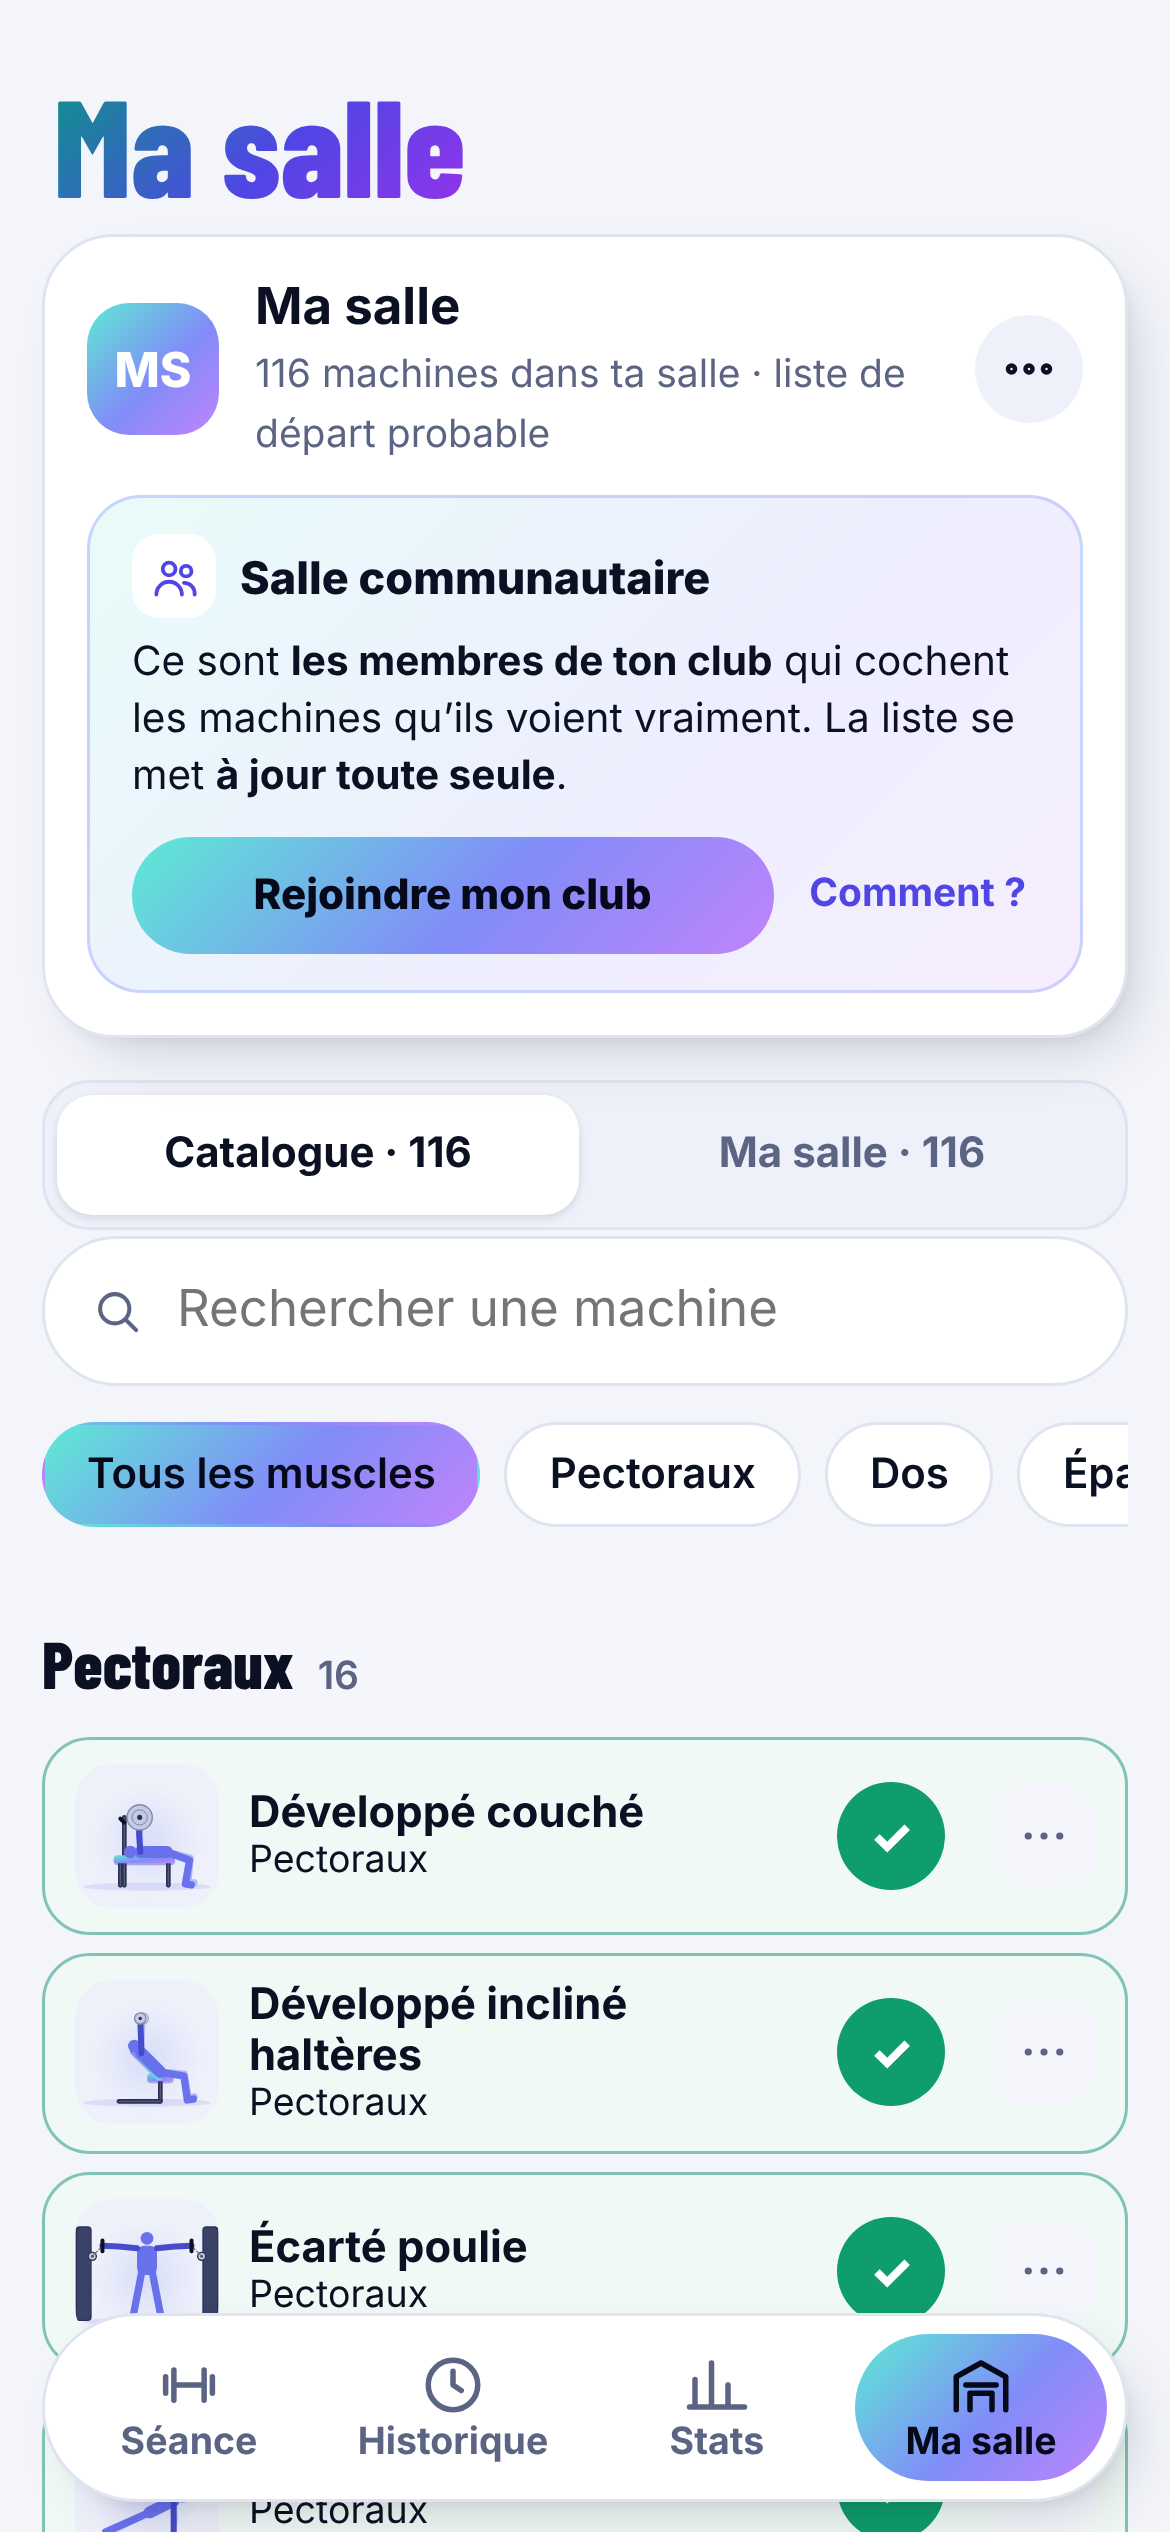 Ma salle
MS
Ma salle
116 machines dans ta salle · liste de
départ probable
Salle communautaire
Ce sont les membres de ton club qui cochent
les machines qu’ils voient vraiment. La liste se
met à jour toute seule.
Rejoindre mon club
Comment ?
Catalogue · 116
Ma salle · 116
Rechercher une machine
Tous les muscles
Pectoraux
Dos
Épa
Pectoraux 16
Développé couché
Pectoraux
Développé incliné
haltères
Pectoraux
Écarté poulie
Pectoraux
Séance
Historique
Stats
Ma salle
Pectoraux